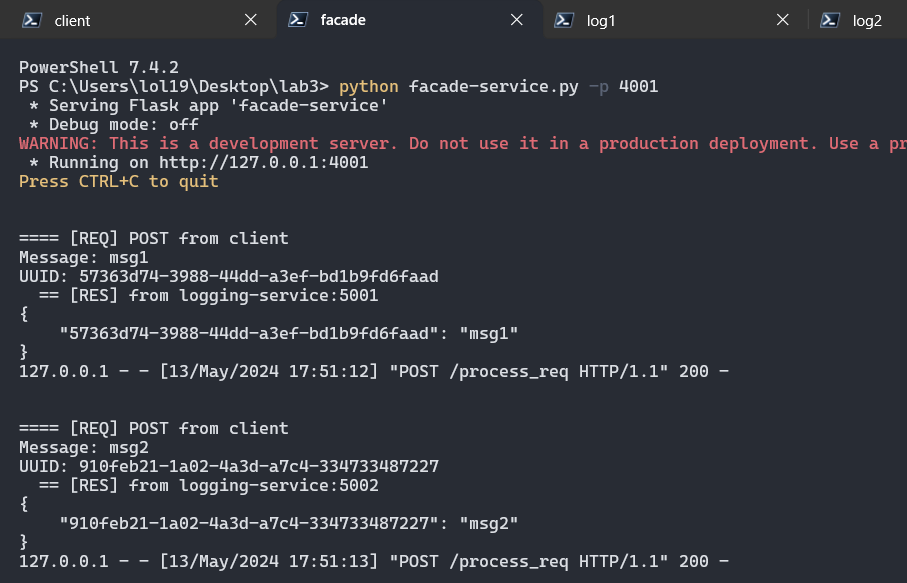 client
facade
log1
log2
PowerShell 7.4.2
PS C:\Users\lol19\Desktop\lab3> python facade-service.py -p 4001
 * Serving Flask app 'facade-service'
 * Debug mode: off
WARNING: This is a development server. Do not use it in a production deployment. Use a pr
 * Running on http://127.0.0.1:4001
Press CTRL+C to quit
==== [REQ] POST from client
Message: msg1
UUID: 57363d74-3988-44dd-a3ef-bd1b9fd6faad
  == [RES] from logging-service:5001
{
    "57363d74-3988-44dd-a3ef-bd1b9fd6faad": "msg1"
}
127.0.0.1 - - [13/May/2024 17:51:12] "POST /process_req HTTP/1.1" 200 -
==== [REQ] POST from client
Message: msg2
UUID: 910feb21-1a02-4a3d-a7c4-334733487227
  == [RES] from logging-service:5002
{
    "910feb21-1a02-4a3d-a7c4-334733487227": "msg2"
}
127.0.0.1 - - [13/May/2024 17:51:13] "POST /process_req HTTP/1.1" 200 -